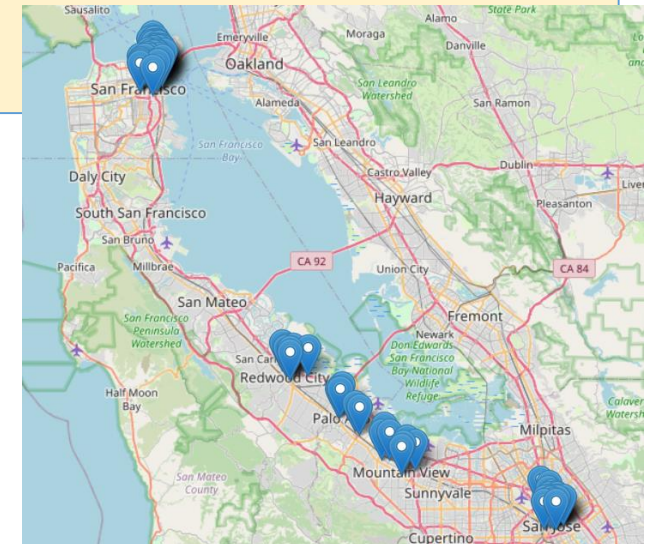 Sausalito
Alamo
State Park
Emeryville
Moraga
Danville
Oakland
San Leandro
Watershed
San Francisco
Alameda
San Ramon
San Francisco
Bay
San Leandro
Castro Valley
Dublin
Daly City
Hayward
Pleasanton
South San Francisco
San Bruno
Pacifica
Millbrae
CA 92
Union City
CA 84
San Mateo
San Francisco
Peninsula
Watershed
Fremont
Newark
Don Edwards
San Francisco
Bay National
Wildlife
Refuge
Redwood City
Half Moon
Bay
Milpitas
San Mateo
County
Mountain View
Sunnyvale
San Jose
Cupertino